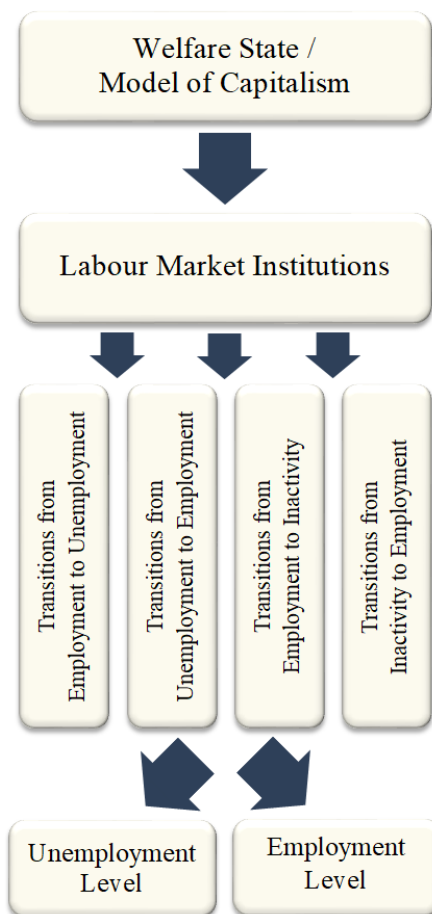 Welfare State /
Model of Capitalism
Labour Market Institutions
Transitions from
Employment to Unemployment
Transitions from
Unemployment to Employment
Transitions from
Employment to Inactivity
Transitions from
Inactivity to Employment
Unemployment
Level
Employment
Level